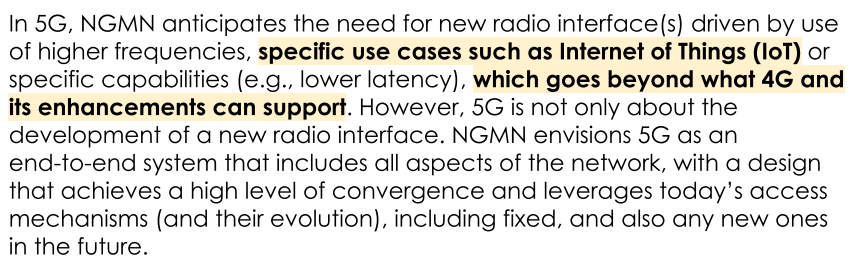 In 5G, NGMN anticipates the need for new radio interface(s) driven by use
of higher frequencies, specific use cases such as Internet of Things (IoT) or
specific capabilities (e.g., lower latency), which goes beyond what 4G and
its enhancements can support. However, 5G is not only about the
development of a new radio interface. NGMN envisions 5G as an
end-to-end system that includes all aspects of the network, with a design
that achieves a high level of convergence and leverages today’s access
mechanisms (and their evolution), including fixed, and also any new ones
in the future.